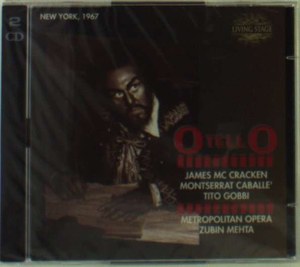 2
CD
NEW YORK, 1967
LIVING STAGE
OTELLO
JAMES MC CRACKEN
MONTSERRAT CABALLE'
TITO GOBBI
METROPOLITAN OPERA
ZUBIN MEHTA